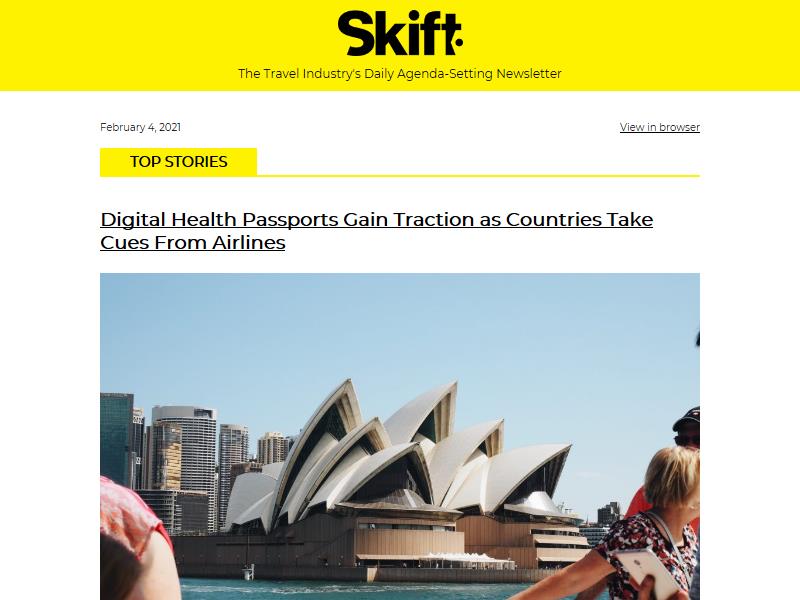 Skift
The Travel Industry's Daily Agenda-Setting Newsletter
February 4, 2021
View in browser
TOP STORIES
Digital Health Passports Gain Traction as Countries Take
Cues From Airlines